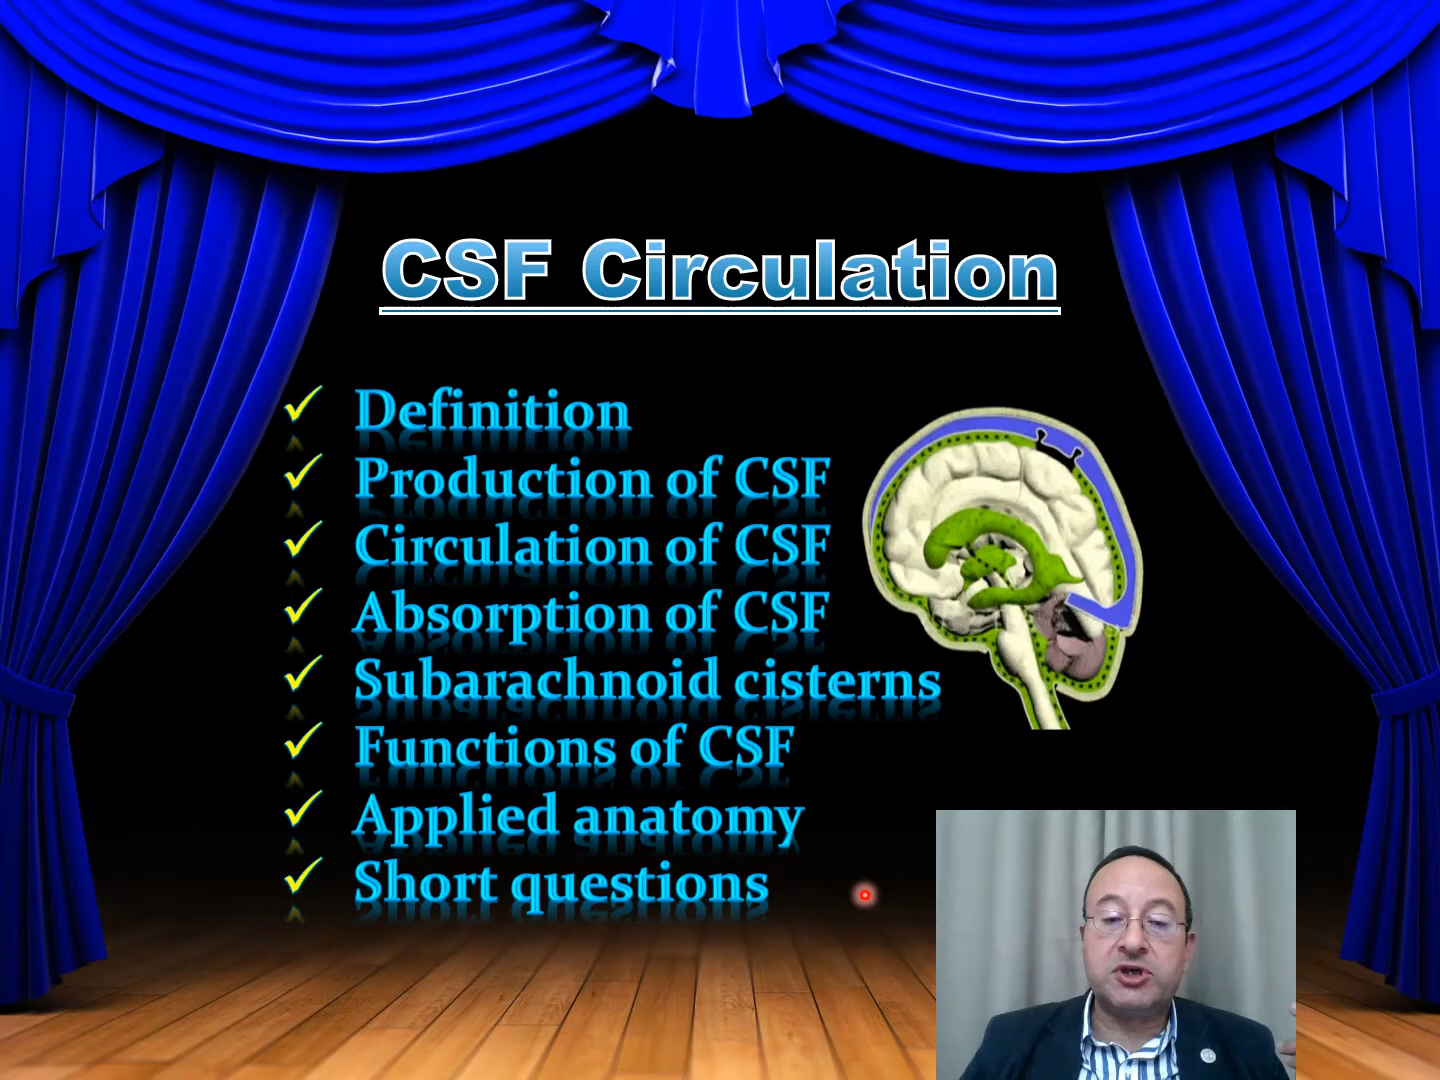 CSF Circulation
Definition
Production of CSF
Circulation of CSF
Absorption of CSF
Subarachnoid cisterns
Functions of CSF
Applied anatomy
Short questions